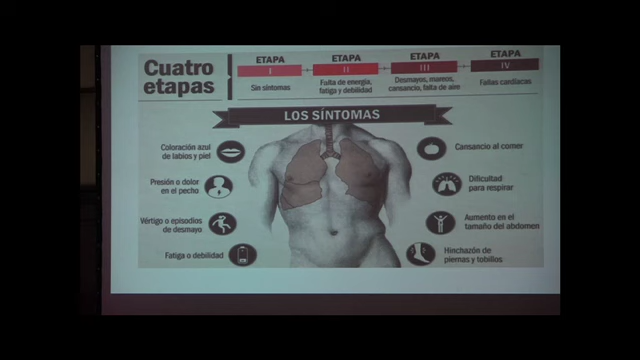 Cuatro
etapas
ETAPA
I
Sin síntomas
ETAPA
II
Falta de energía,
fatiga y debilidad
ETAPA
III
Desmayos, mareos,
cansancio, falta de aire
ETAPA
IV
Fallas cardiacas
LOS SÍNTOMAS
Coloración azul
de labios y piel
Presión o dolor
en el pecho
Vértigo o episodios
de desmayo
Fatiga o debilidad
Cansancio al comer
Dificultad
para respirar
Aumento en el
tamaño del abdomen
Hinchazón de
piernas y tobillos